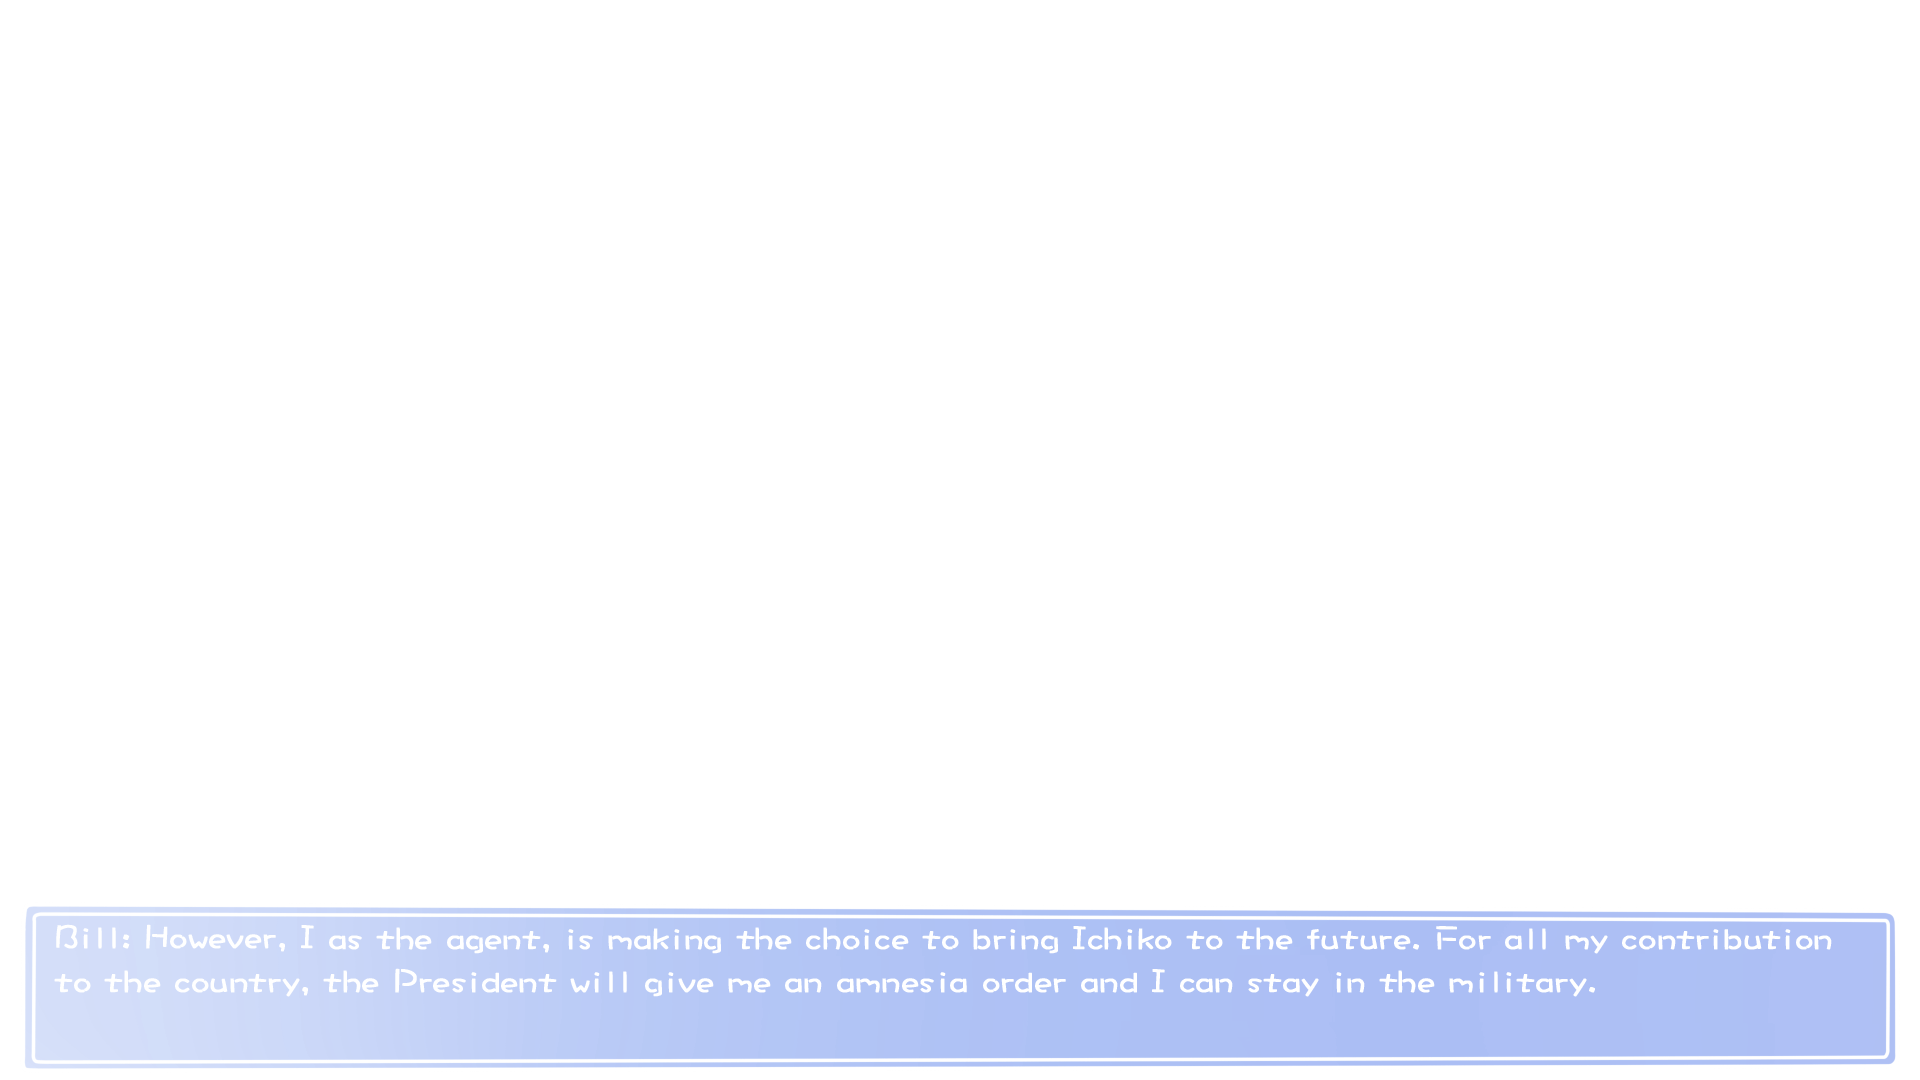 Bill: However, I as the agent, is making the choice to bring Ichiko to the future. For all my contribution
to the country, the President will give me an amnesia order and I can stay in the military.